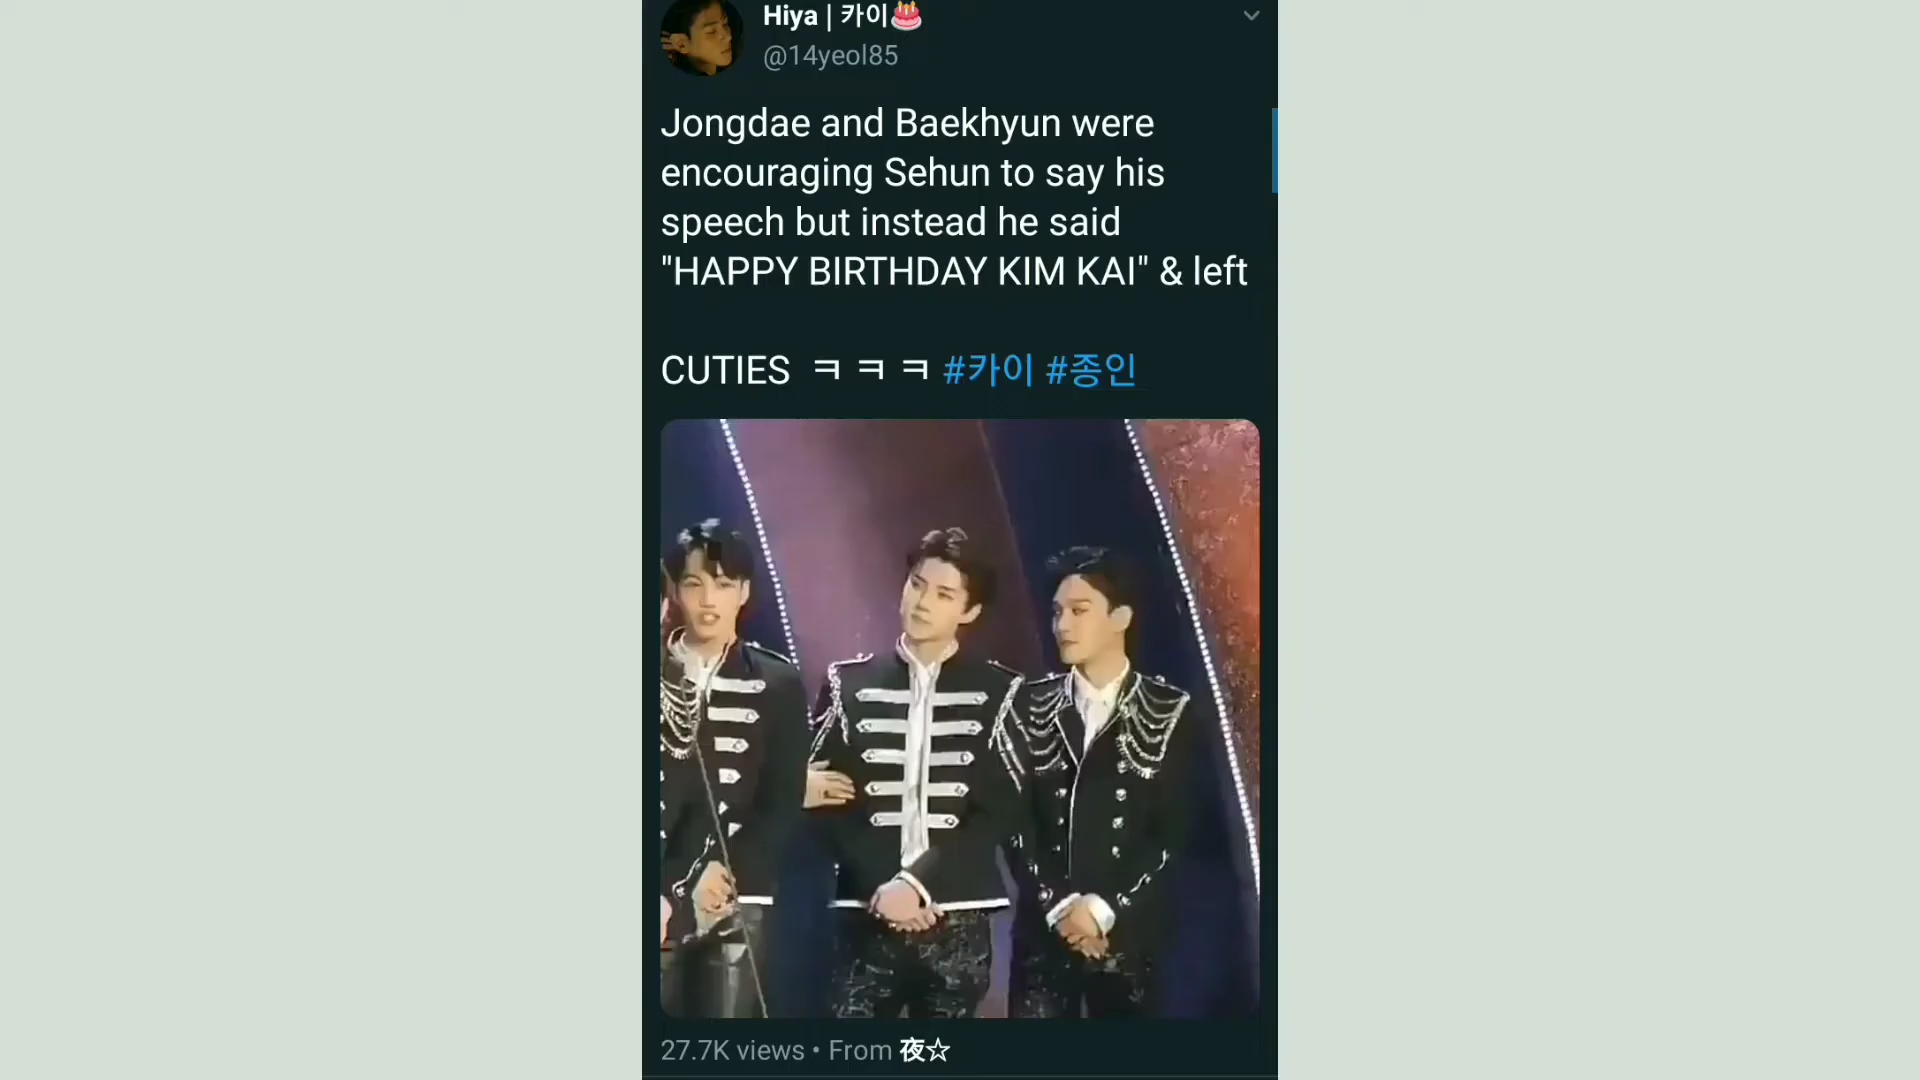 Hiya | 카이🎂
@14yeol85
Jongdae and Baekhyun were
encouraging Sehun to say his
speech but instead he said
"HAPPY BIRTHDAY KIM KAI" & left
CUTIES ㅋㅋㅋ #카이 #종인
27.7K views • From 夜☆